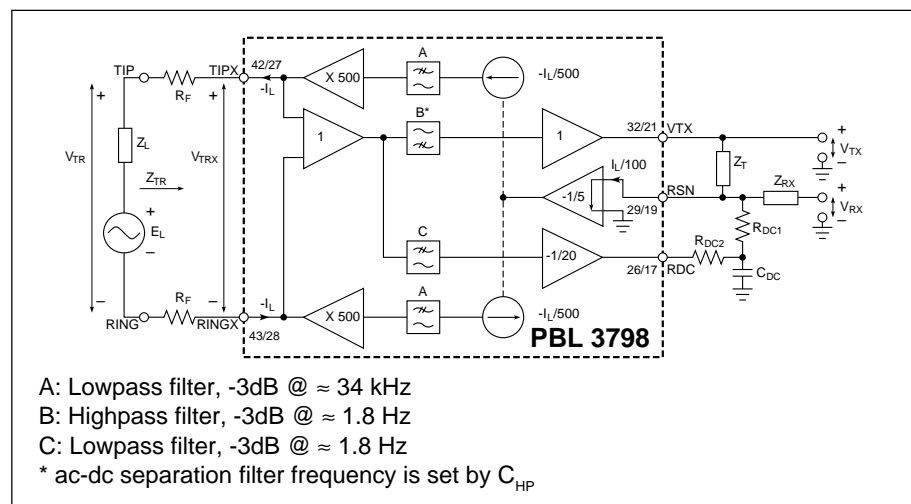 A
42/27
TIP
TIPX
R_F
-I_L
X 500
-I_L/500
+
+
B*
Z_L
1
1
32/21
VTX
+
V_TX
−
V_TR
V_TRX
Z_T
Z_TR
I_L/100
RSN
Z_RX
+
-1/5
29/19
V_RX
−
+
E_L
−
R_DC1
C
R_DC2
-1/20
RDC
26/17
C_DC
−
R_F
−
-I_L
A
RING
RINGX
X 500
-I_L/500
43/28
PBL 3798
A: Lowpass filter, -3dB @ ≈ 34 kHz
B: Highpass filter, -3dB @ ≈ 1.8 Hz
C: Lowpass filter, -3dB @ ≈ 1.8 Hz
* ac-dc separation filter frequency is set by C_HP